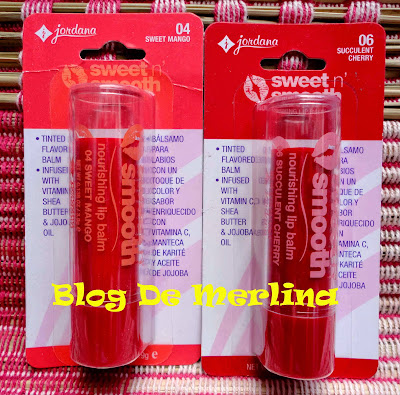 jordana
04
SWEET MANGO
sweet n'
smooth
• TINTED
FLAVORED
BALM
• INFUSED
WITH
VITAMIN C
SHEA
BUTTER
& JOJOBA
OIL
BÁLSAMO
PARA
LABIOS
CON UN
TOQUE DE
COLOR Y
SABOR
ENRIQUECIDO
CON
VITAMINA C,
MANTECA
DE KARITÉ
Y ACEITE
DE JOJOBA
smooth
nourishing lip balm
04 SWEET MANGO
jordana
06
SUCCULENT
CHERRY
sweet n'
smooth
• TINTED
FLAVORED
BALM
• INFUSED
WITH
VITAMIN C
SHEA
BUTTER
& JOJOBA
OIL
BÁLSAMO
PARA
LABIOS
CON UN
TOQUE DE
COLOR Y
SABOR
ENRIQUECIDO
CON
VITAMINA C,
MANTECA
DE KARITÉ
Y ACEITE
DE JOJOBA
smooth
nourishing lip balm
06 SUCCULENT CHERRY
Blog De Merlina